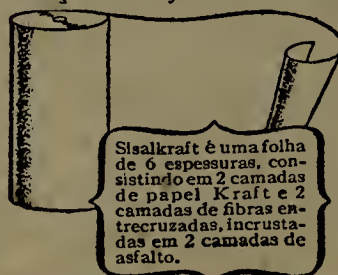 Sisalkraft é uma folha
de 6 espessuras, con-
sistindo em 2 camadas
de papel Kraft e 2
camadas de fibras en-
trecruzadas, incrusta-
das em 2 camadas de
asfalto.